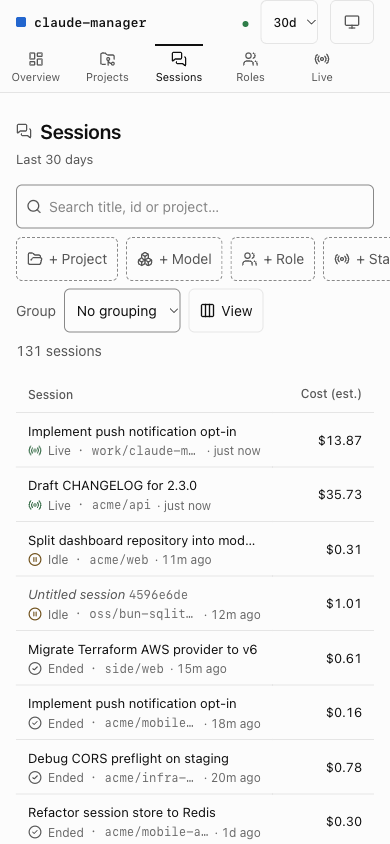 claude-manager
30d
Overview
Projects
Sessions
Roles
Live
Sessions
Last 30 days
Search title, id or project…
+ Project
+ Model
+ Role
+ Sta
Group
No grouping
View
131 sessions
Session
Cost (est.)
Implement push notification opt-in
$13.87
Live · work/claude-m… · just now
Draft CHANGELOG for 2.3.0
$35.73
Live · acme/api · just now
Split dashboard repository into mod…
$0.31
Idle · acme/web · 11m ago
Untitled session 4596e6de
$1.01
Idle · oss/bun-sqlit… · 12m ago
Migrate Terraform AWS provider to v6
$0.61
Ended · side/web · 15m ago
Implement push notification opt-in
$0.16
Ended · acme/mobile… · 18m ago
Debug CORS preflight on staging
$0.78
Ended · acme/infra-… · 20m ago
Refactor session store to Redis
$0.30
Ended · acme/mobile-a… · 1d ago